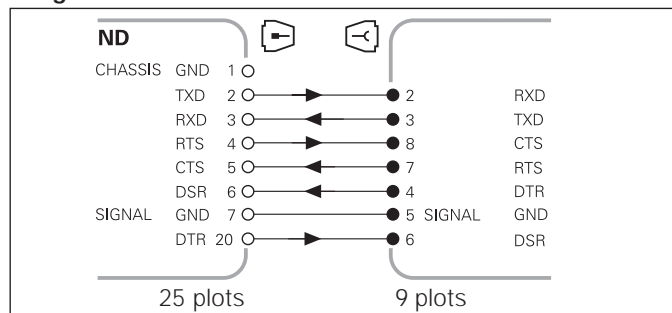 ND
CHASSIS GND 1
TXD 2 2 RXD
RXD 3 3 TXD
RTS 4 8 CTS
CTS 5 7 RTS
DSR 6 4 DTR
SIGNAL GND 7 5 SIGNAL GND
DTR 20 6 DSR
25 plots 9 plots